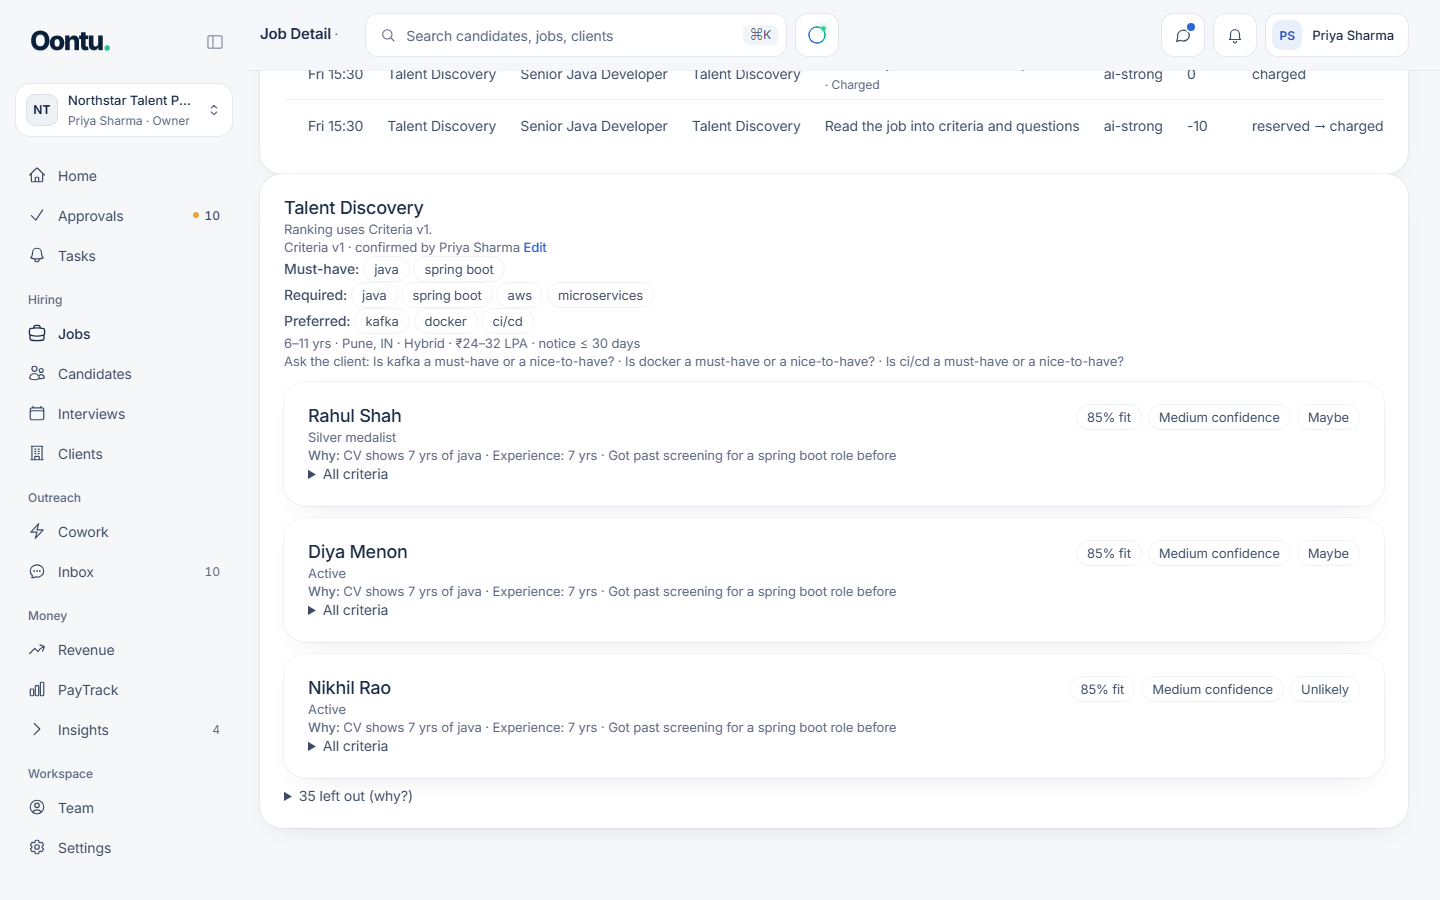 Oontu.
NT
Northstar Talent P...
Priya Sharma · Owner
Home
Approvals 10
Tasks
Hiring
Jobs
Candidates
Interviews
Clients
Outreach
Cowork
Inbox 10
Money
Revenue
PayTrack
Insights 4
Workspace
Team
Settings
Job Detail ·
Search candidates, jobs, clients ⌘K
PS Priya Sharma
Fri 15:30 Talent Discovery Senior Java Developer Talent Discovery ai-strong 0 charged
· Charged
Fri 15:30 Talent Discovery Senior Java Developer Talent Discovery Read the job into criteria and questions ai-strong -10 reserved → charged
Talent Discovery
Ranking uses Criteria v1.
Criteria v1 · confirmed by Priya Sharma Edit
Must-have: java spring boot
Required: java spring boot aws microservices
Preferred: kafka docker ci/cd
6–11 yrs · Pune, IN · Hybrid · ₹24–32 LPA · notice ≤ 30 days
Ask the client: Is kafka a must-have or a nice-to-have? · Is docker a must-have or a nice-to-have? · Is ci/cd a must-have or a nice-to-have?
Rahul Shah 85% fit Medium confidence Maybe
Silver medalist
Why: CV shows 7 yrs of java · Experience: 7 yrs · Got past screening for a spring boot role before
▶ All criteria
Diya Menon 85% fit Medium confidence Maybe
Active
Why: CV shows 7 yrs of java · Experience: 7 yrs · Got past screening for a spring boot role before
▶ All criteria
Nikhil Rao 85% fit Medium confidence Unlikely
Active
Why: CV shows 7 yrs of java · Experience: 7 yrs · Got past screening for a spring boot role before
▶ All criteria
▶ 35 left out (why?)